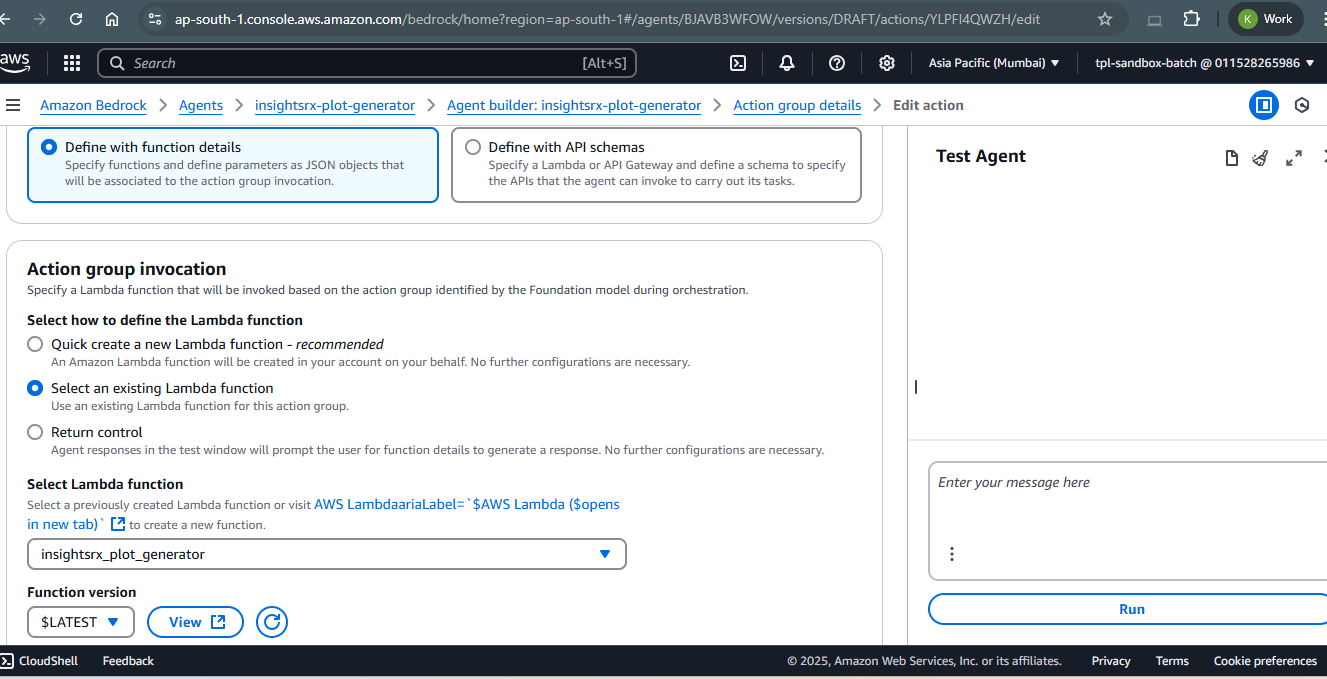 ap-south-1.console.aws.amazon.com/bedrock/home?region=ap-south-1#/agents/BJAVB3WFOW/versions/DRAFT/actions/YLPFI4QWZH/edit
K Work
aws
Search [Alt+S]
Asia Pacific (Mumbai)
tpl-sandbox-batch @ 011528265986
Amazon Bedrock
Agents
insightsrx-plot-generator
Agent builder: insightsrx-plot-generator
Action group details
Edit action
Define with function details
Specify functions and define parameters as JSON objects that
will be associated to the action group invocation.
Define with API schemas
Specify a Lambda or API Gateway and define a schema to specify
the APIs that the agent can invoke to carry out its tasks.
Action group invocation
Specify a Lambda function that will be invoked based on the action group identified by the Foundation model during orchestration.
Select how to define the Lambda function
Quick create a new Lambda function - recommended
An Amazon Lambda function will be created in your account on your behalf. No further configurations are necessary.
Select an existing Lambda function
Use an existing Lambda function for this action group.
Return control
Agent responses in the test window will prompt the user for function details to generate a response. No further configurations are necessary.
Select Lambda function
Select a previously created Lambda function or visit AWS LambdaariaLabel=`$AWS Lambda ($opens
in new tab)` to create a new function.
insightsrx_plot_generator
Function version
$LATEST
View
Test Agent
Enter your message here
Run
CloudShell
Feedback
© 2025, Amazon Web Services, Inc. or its affiliates.
Privacy
Terms
Cookie preferences